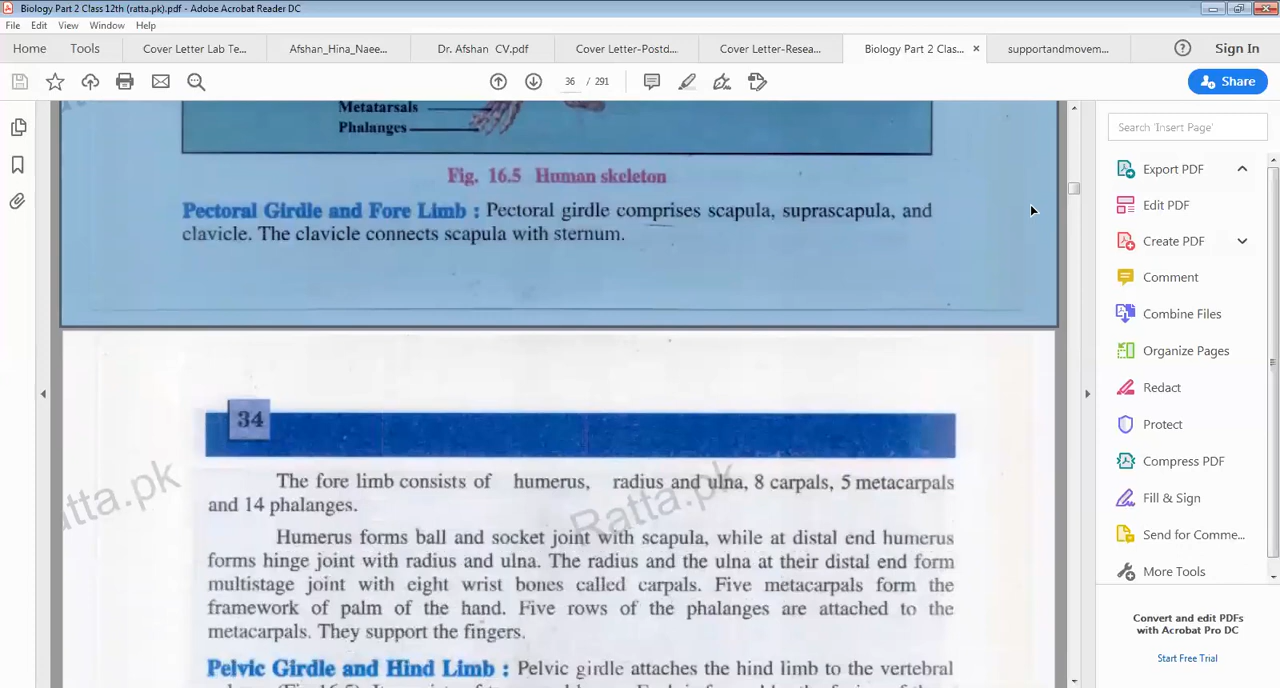 Biology Part 2 Class 12th (ratta.pk).pdf - Adobe Acrobat Reader DC
File Edit View Window Help
Home Tools Cover Letter Lab Te... Afshan_Hina_Naee... Dr. Afshan CV.pdf Cover Letter-Postd.... Cover Letter-Resea... Biology Part 2 Clas... × supportandmovem... Sign In
36 / 291 Share
Metatarsals
Phalanges
Fig. 16.5 Human skeleton
Pectoral Girdle and Fore Limb : Pectoral girdle comprises scapula, suprascapula, and
clavicle. The clavicle connects scapula with sternum.
34
The fore limb consists of humerus, radius and ulna, 8 carpals, 5 metacarpals
and 14 phalanges.
Humerus forms ball and socket joint with scapula, while at distal end humerus
forms hinge joint with radius and ulna. The radius and the ulna at their distal end form
multistage joint with eight wrist bones called carpals. Five metacarpals form the
framework of palm of the hand. Five rows of the phalanges are attached to the
metacarpals. They support the fingers.
Pelvic Girdle and Hind Limb : Pelvic girdle attaches the hind limb to the vertebral
atta.pk
Ratta.pk
Search 'Insert Page'
Export PDF
Edit PDF
Create PDF
Comment
Combine Files
Organize Pages
Redact
Protect
Compress PDF
Fill & Sign
Send for Comme...
More Tools
Convert and edit PDFs
with Acrobat Pro DC
Start Free Trial